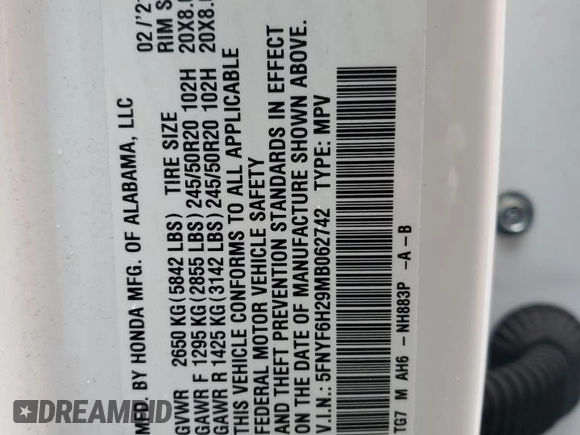 MFD. BY HONDA MFG. OF ALABAMA, LLC 02/'2
GVWR 2650 KG(5842 LBS) TIRE SIZE RIM S
GAWR F 1295 KG(2855 LBS)245/50R20 102H 20X8.
GAWR R 1425 KG(3142 LBS)245/50R20 102H 20X8.
THIS VEHICLE CONFORMS TO ALL APPLICABLE
FEDERAL MOTOR VEHICLE SAFETY
AND THEFT PREVENTION STANDARDS IN EFFECT
ON THE DATE OF MANUFACTURE SHOWN ABOVE.
V.I.N.: 5FNYF6H29MB062742 TYPE: MPV
TG7 M AH6 -NH883P -A -B
DREAMEID